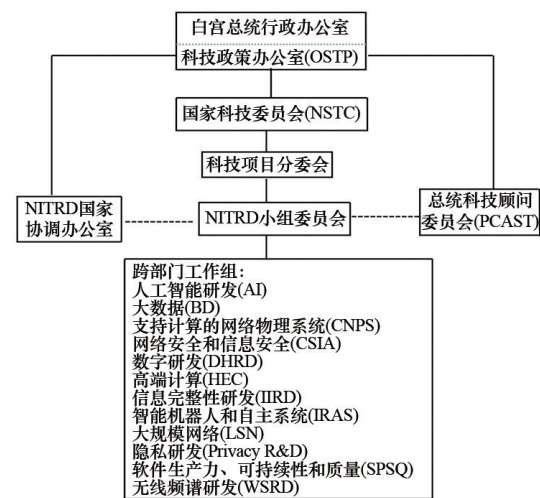 白宫总统行政办公室
科技政策办公室(OSTP)
国家科技委员会(NSTC)
科技项目分委会
NITRD国家
协调办公室
NITRD小组委员会
总统科技顾问
委员会(PCAST)
跨部门工作组:
人工智能研发(AI)
大数据(BD)
支持计算的网络物理系统(CNPS)
网络安全和信息安全(CSIA)
数字研发(DHRD)
高端计算(HEC)
信息完整性研发(IIRD)
智能机器人和自主系统(IRAS)
大规模网络(LSN)
隐私研发(Privacy R&D)
软件生产力、可持续性和质量(SPSQ)
无线频谱研发(WSRD)